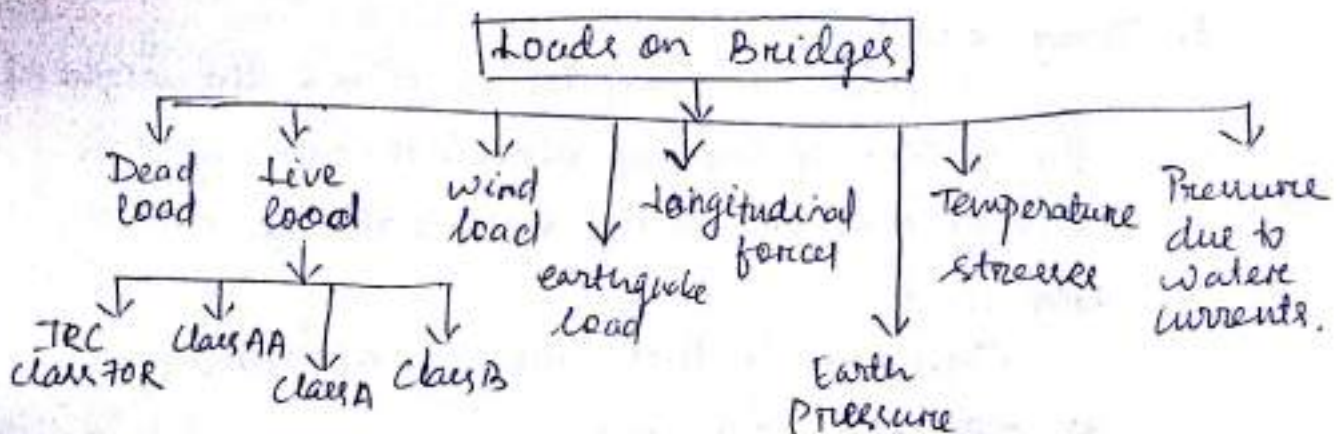 Loads on Bridges
Dead
load
Live
load
wind
load
earthquake
load
Longitudinal
forces
Earth
Pressure
Temperature
stresses
Pressure
due to
water
currents.
IRC
Class 70R
Class AA
Class A
Class B